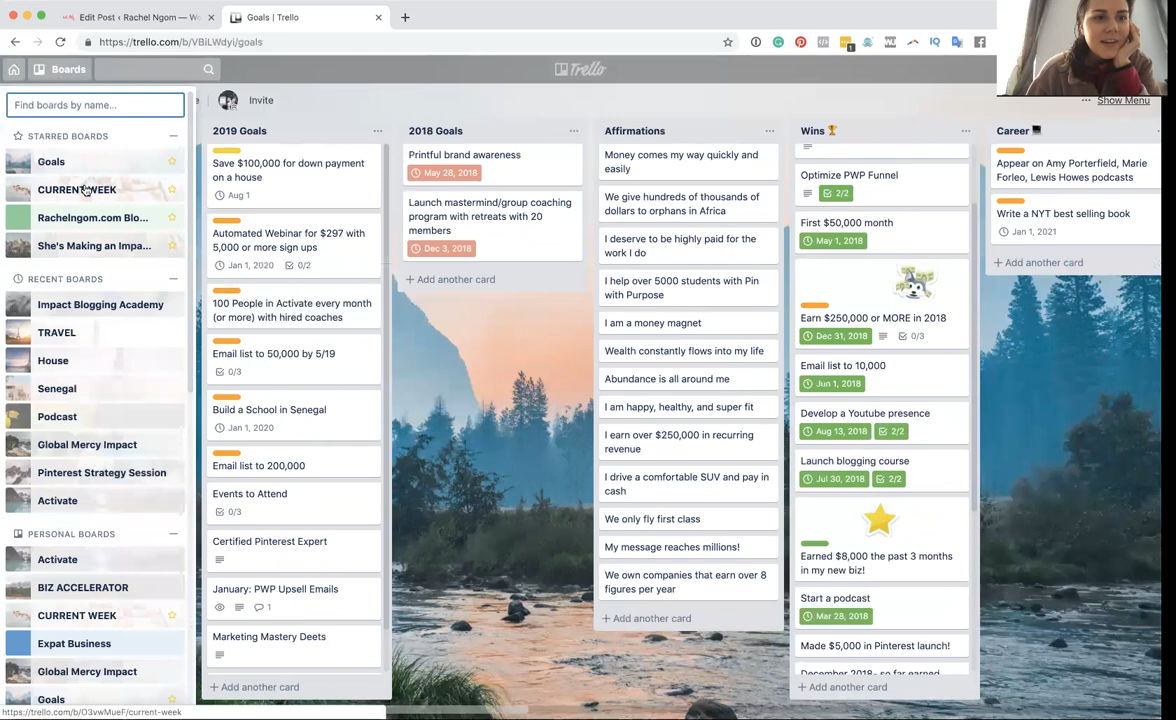 Edit Post ‹ Rachel Ngom — Wo
Goals | Trello
https://trello.com/b/VBiLWdyi/goals
Boards
Trello
Invite
Show Menu
Find boards by name...
STARRED BOARDS
Goals
CURRENT WEEK
Rachelngom.com Blo...
She's Making an Impa...
RECENT BOARDS
Impact Blogging Academy
TRAVEL
House
Senegal
Podcast
Global Mercy Impact
Pinterest Strategy Session
Activate
PERSONAL BOARDS
Activate
BIZ ACCELERATOR
CURRENT WEEK
Expat Business
Global Mercy Impact
Goals
https://trello.com/b/O3vwMueF/current-week
2019 Goals
Save $100,000 for down payment
on a house
Aug 1
Automated Webinar for $297 with
5,000 or more sign ups
Jan 1, 2020 0/2
100 People in Activate every month
(or more) with hired coaches
Email list to 50,000 by 5/19
0/3
Build a School in Senegal
Jan 1, 2020
Email list to 200,000
Events to Attend
0/3
Certified Pinterest Expert
January: PWP Upsell Emails
1
Marketing Mastery Deets
+ Add another card
2018 Goals
Printful brand awareness
May 28, 2018
Launch mastermind/group coaching
program with retreats with 20
members
Dec 3, 2018
+ Add another card
Affirmations
Money comes my way quickly and
easily
We give hundreds of thousands of
dollars to orphans in Africa
I deserve to be highly paid for the
work I do
I help over 5000 students with Pin
with Purpose
I am a money magnet
Wealth constantly flows into my life
Abundance is all around me
I am happy, healthy, and super fit
I earn over $250,000 in recurring
revenue
I drive a comfortable SUV and pay in
cash
We only fly first class
My message reaches millions!
We own companies that earn over 8
figures per year
+ Add another card
Wins 🏆
Optimize PWP Funnel
2/2
First $50,000 month
May 1, 2018
Earn $250,000 or MORE in 2018
Dec 31, 2018 0/3
Email list to 10,000
Jun 1, 2018
Develop a Youtube presence
Aug 13, 2018 2/2
Launch blogging course
Jul 30, 2018 2/2
Earned $8,000 the past 3 months
in my new biz!
Start a podcast
Mar 28, 2018
Made $5,000 in Pinterest launch!
December 2018- so far earned
+ Add another card
Career
Appear on Amy Porterfield, Marie
Forleo, Lewis Howes podcasts
Write a NYT best selling book
Jan 1, 2021
+ Add another card